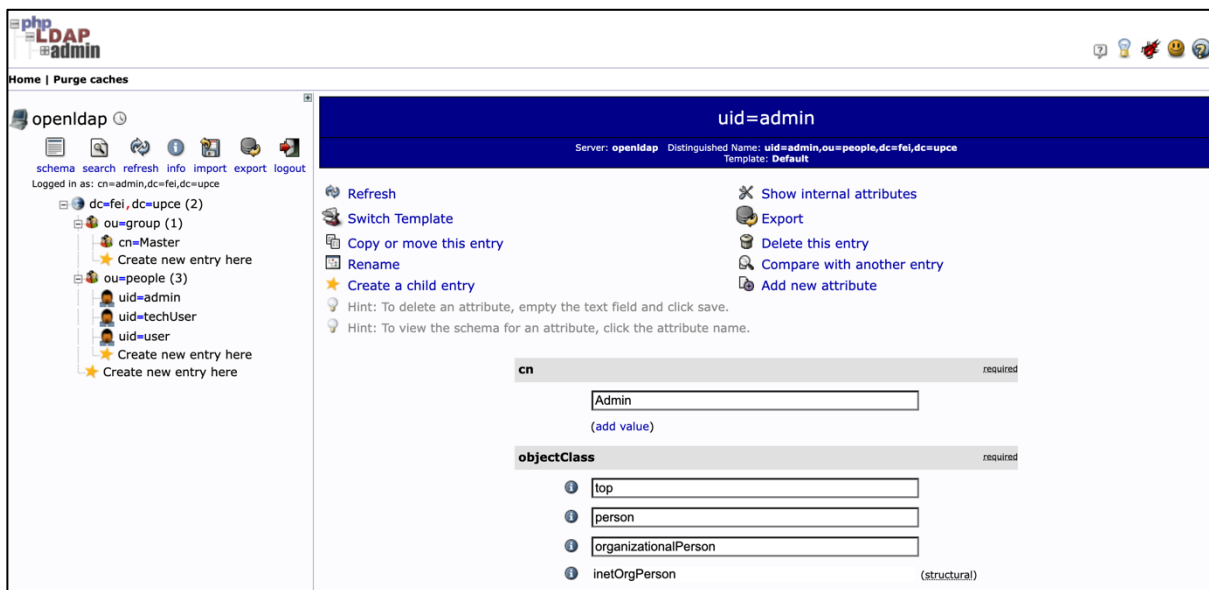 php
LDAP
admin
Home | Purge caches
openldap
schema search refresh info import export logout
Logged in as: cn=admin,dc=fei,dc=upce
dc=fei,dc=upce (2)
ou=group (1)
cn=Master
Create new entry here
ou=people (3)
uid=admin
uid=techUser
uid=user
Create new entry here
Create new entry here
uid=admin
Server: openldap Distinguished Name: uid=admin,ou=people,dc=fei,dc=upce
Template: Default
Refresh
Show internal attributes
Switch Template
Export
Copy or move this entry
Delete this entry
Rename
Compare with another entry
Create a child entry
Add new attribute
Hint: To delete an attribute, empty the text field and click save.
Hint: To view the schema for an attribute, click the attribute name.
cn required
Admin
(add value)
objectClass required
top
person
organizationalPerson
inetOrgPerson (structural)